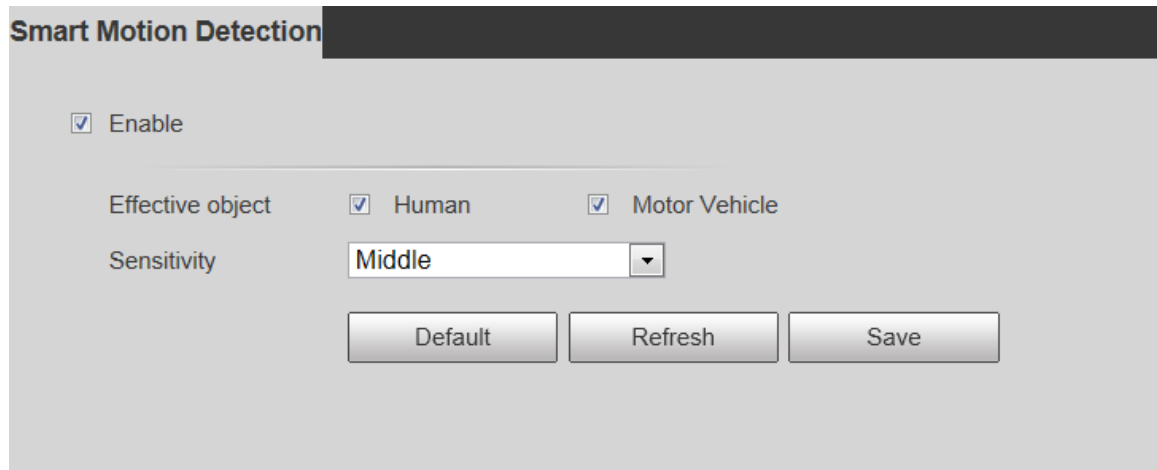 Smart Motion Detection
Enable
Effective object Human Motor Vehicle
Sensitivity Middle
Default Refresh Save